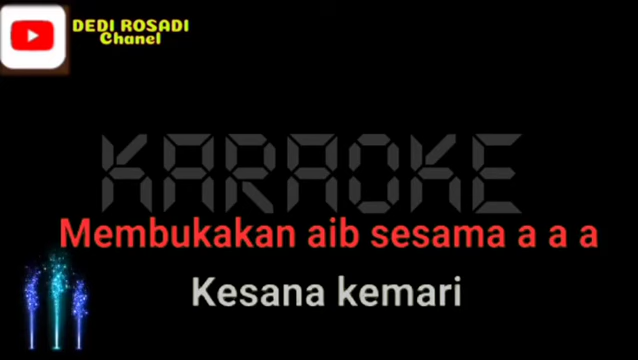 DEDI ROSADI
Chanel
KARAOKE
Membukakan aib sesama a a a
Kesana kemari